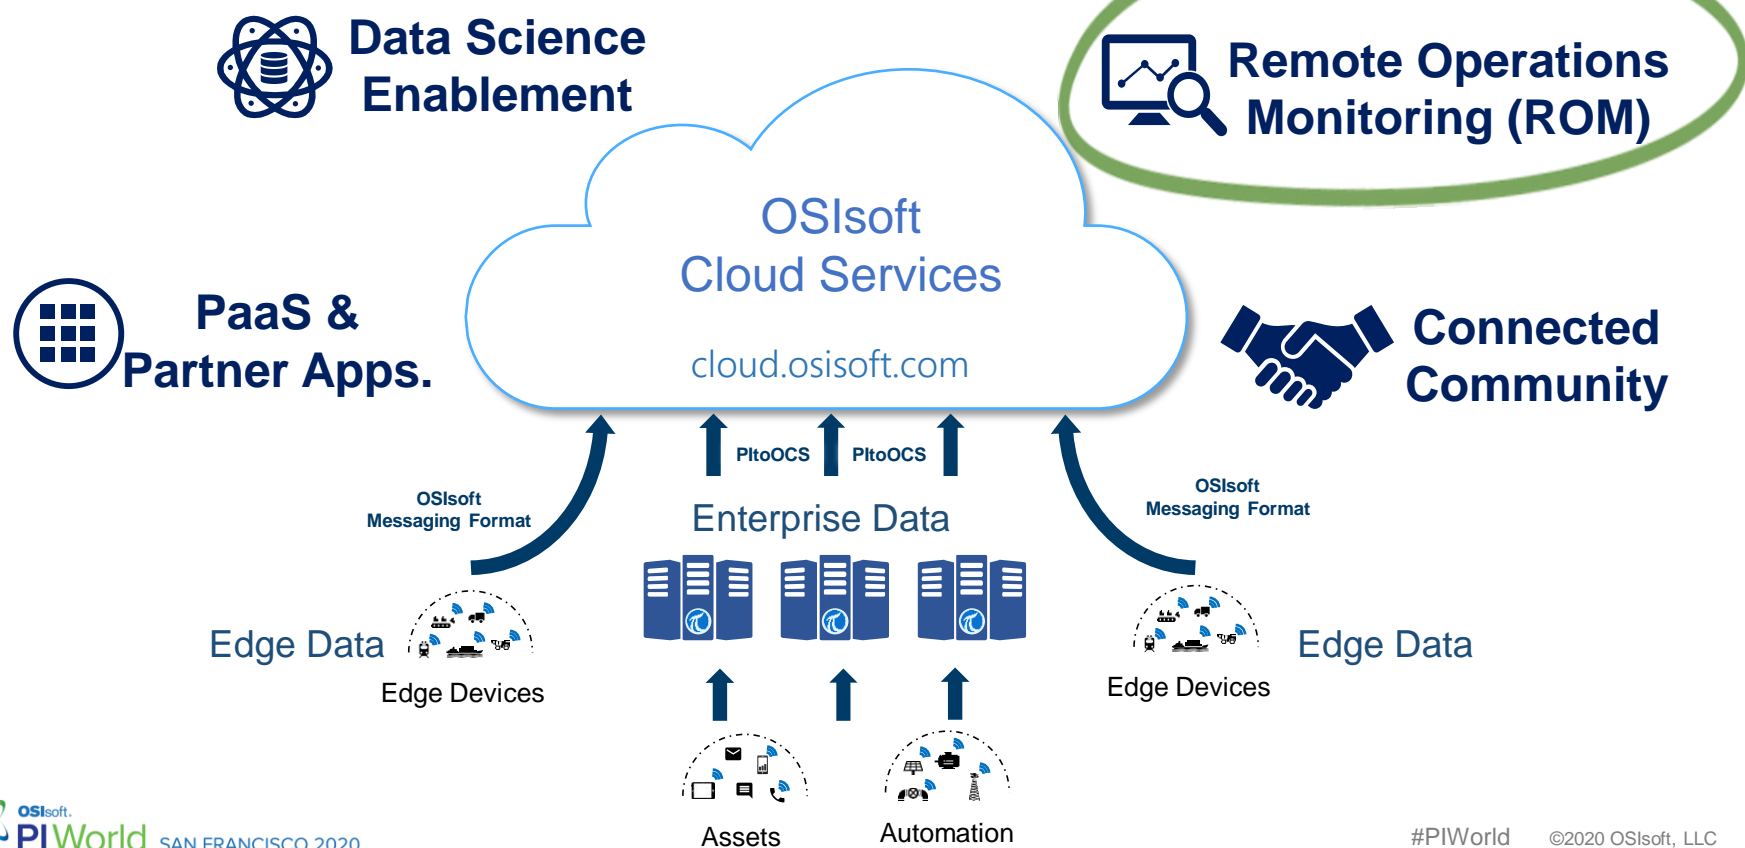 Data Science
Enablement
Remote Operations
Monitoring (ROM)
OSIsoft
Cloud Services
cloud.osisoft.com
PaaS &
Partner Apps.
Connected
Community
PItoOCS
PItoOCS
OSIsoft
Messaging Format
OSIsoft
Messaging Format
Enterprise Data
Edge Data
Edge Devices
Edge Data
Edge Devices
Assets
Automation
OSIsoft.
PIWorld SAN FRANCISCO 2020
#PIWorld ©2020 OSIsoft, LLC